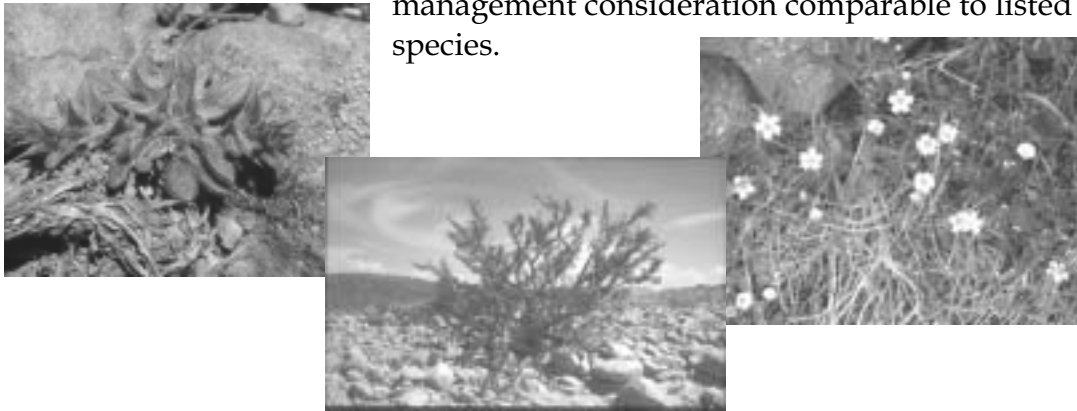 management consideration comparable to listed
species.